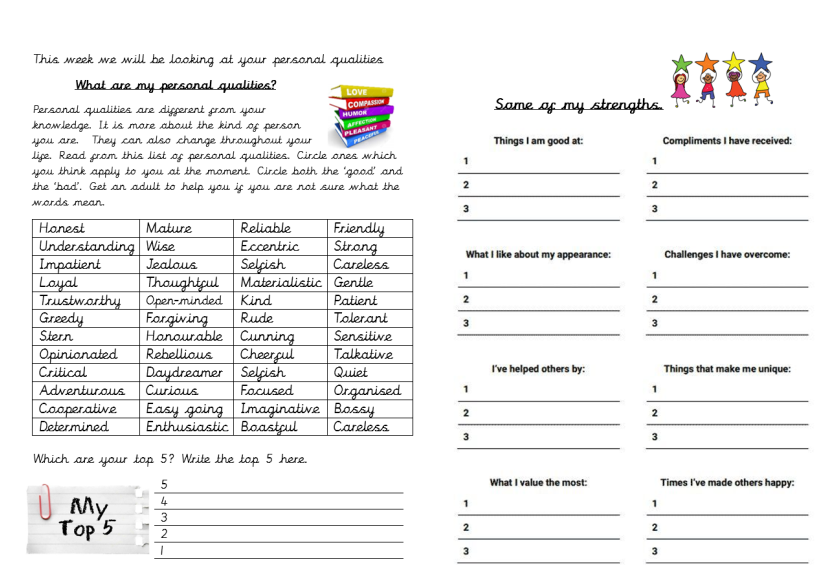 This week we will be looking at your personal qualities
What are my personal qualities?
Personal qualities are different from your
knowledge. It is more about the kind of person
you are. They can also change throughout your
life. Read from this list of personal qualities. Circle ones which
you think apply to you at the moment. Circle both the 'good' and
the 'bad'. Get an adult to help you if you are not sure what the
words mean.
LOVE
COMPASSION
HUMOR
AFFECTION
PLEASANT
PEACEFUL
Honest Mature Reliable Friendly
Understanding Wise Eccentric Strong
Impatient Jealous Selfish Careless
Loyal Thoughtful Materialistic Gentle
Trustworthy Open-minded Kind Patient
Greedy Forgiving Rude Tolerant
Stern Honourable Cunning Sensitive
Opinionated Rebellious Cheerful Talkative
Critical Daydreamer Selfish Quiet
Adventurous Curious Focused Organised
Cooperative Easy going Imaginative Bossy
Determined Enthusiastic Boastful Careless
Which are your top 5? Write the top 5 here.
My
Top 5
5
4
3
2
1
Some of my strengths.
Things I am good at:
1
2
3
Compliments I have received:
1
2
3
What I like about my appearance:
1
2
3
Challenges I have overcome:
1
2
3
I've helped others by:
1
2
3
Things that make me unique:
1
2
3
What I value the most:
1
2
3
Times I've made others happy:
1
2
3